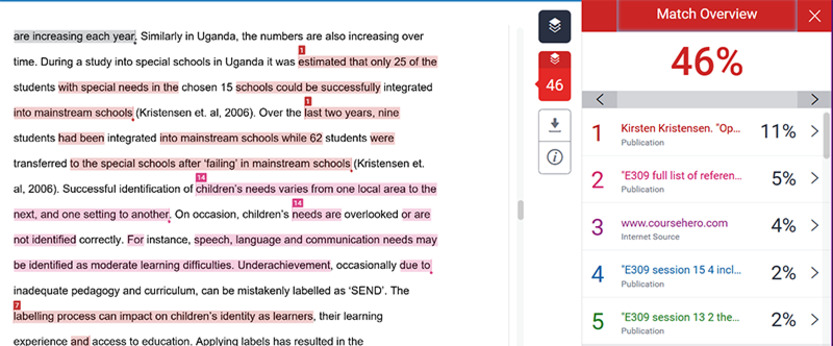 are increasing each year. Similarly in Uganda, the numbers are also increasing over
1
time. During a study into special schools in Uganda it was estimated that only 25 of the
students with special needs in the chosen 15 schools could be successfully integrated
1
into mainstream schools (Kristensen et. al, 2006). Over the last two years, nine
students had been integrated into mainstream schools while 62 students were
transferred to the special schools after ‘failing’ in mainstream schools (Kristensen et.
14
al, 2006). Successful identification of children’s needs varies from one local area to the
14
next, and one setting to another. On occasion, children’s needs are overlooked or are
not identified correctly. For instance, speech, language and communication needs may
be identified as moderate learning difficulties. Underachievement, occasionally due to
inadequate pedagogy and curriculum, can be mistakenly labelled as ‘SEND’. The
7
labelling process can impact on children’s identity as learners, their learning
experience and access to education. Applying labels has resulted in the
46
Match Overview
46%
1 Kirsten Kristensen. "Op... 11%
Publication
2 "E309 full list of referen... 5%
Publication
3 www.coursehero.com 4%
Internet Source
4 "E309 session 15 4 incl... 2%
Publication
5 "E309 session 13 2 the... 2%
Publication